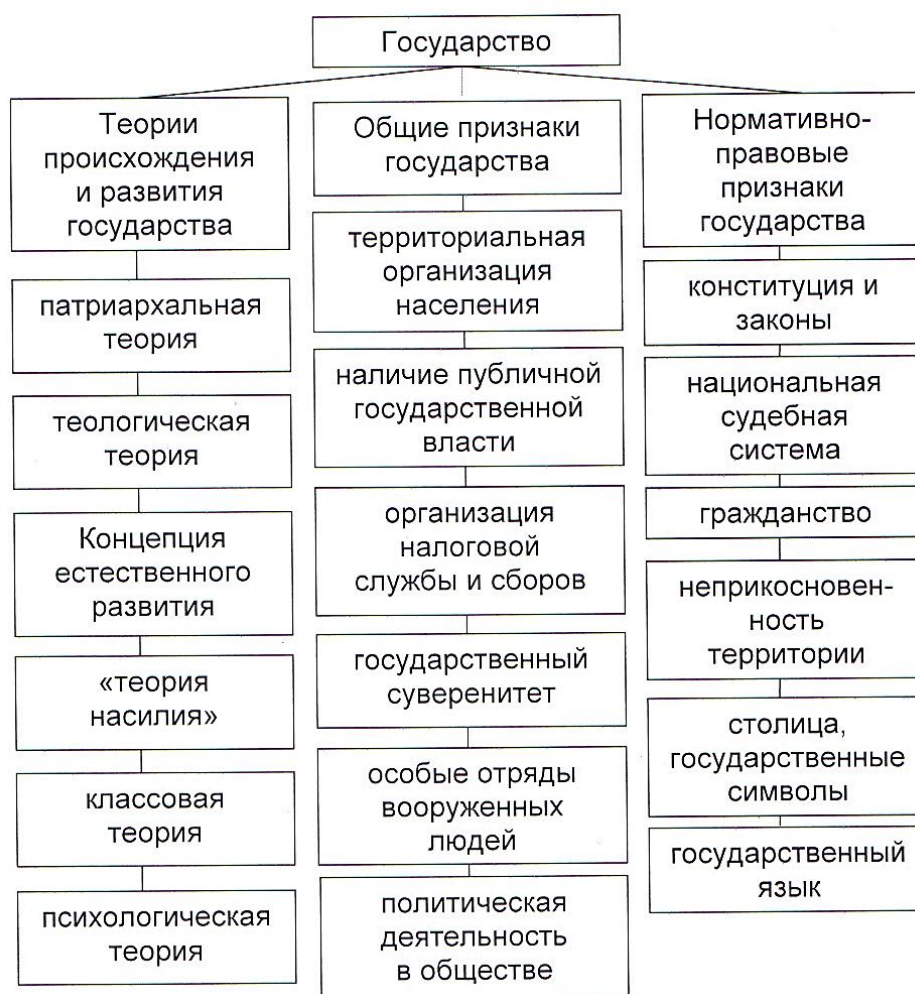 Государство
Теории
происхождения
и развития
государства
патриархальная
теория
теологическая
теория
Концепция
естественного
развития
«теория
насилия»
классовая
теория
психологическая
теория
Общие признаки
государства
территориальная
организация
населения
наличие публичной
государственной
власти
организация
налоговой
службы и сборов
государственный
суверенитет
особые отряды
вооруженных
людей
политическая
деятельность
в обществе
Нормативно-
правовые
признаки
государства
конституция и
законы
национальная
судебная
система
гражданство
неприкосновен-
ность
территории
столица,
государственные
символы
государственный
язык